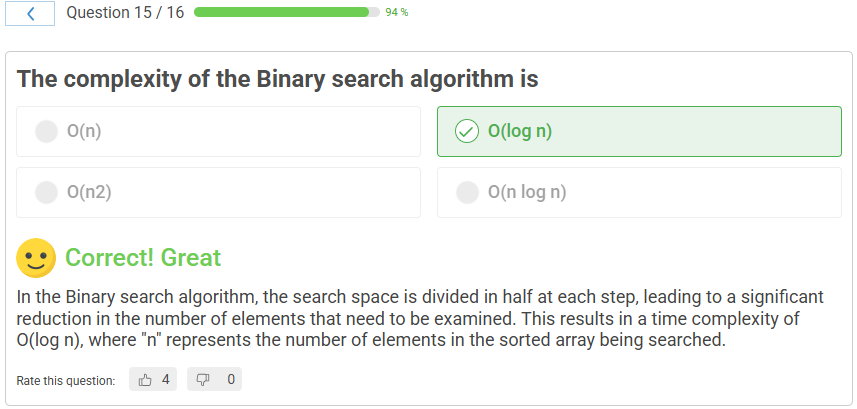 Question 15 / 16
94 %
The complexity of the Binary search algorithm is
O(n)
O(log n)
O(n2)
O(n log n)
Correct! Great
In the Binary search algorithm, the search space is divided in half at each step, leading to a significant
reduction in the number of elements that need to be examined. This results in a time complexity of
O(log n), where "n" represents the number of elements in the sorted array being searched.
Rate this question: 4 0